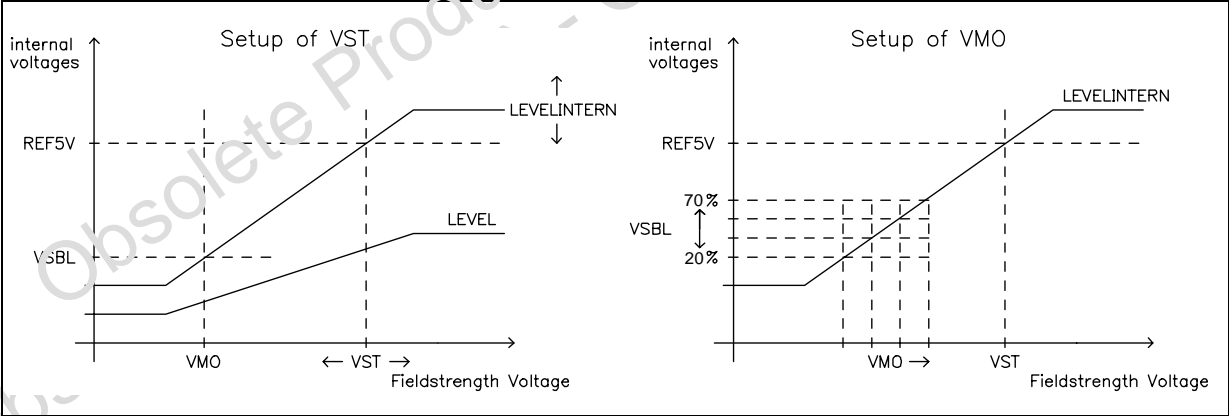 Setup of VST
internal
voltages
LEVELINTERN
REF5V
LEVEL
VSBL
VMO
← VST →
Fieldstrength Voltage
Setup of VMO
internal
voltages
LEVELINTERN
REF5V
70%
VSBL
20%
VMO →
VST
Fieldstrength Voltage
Obsolete Produc